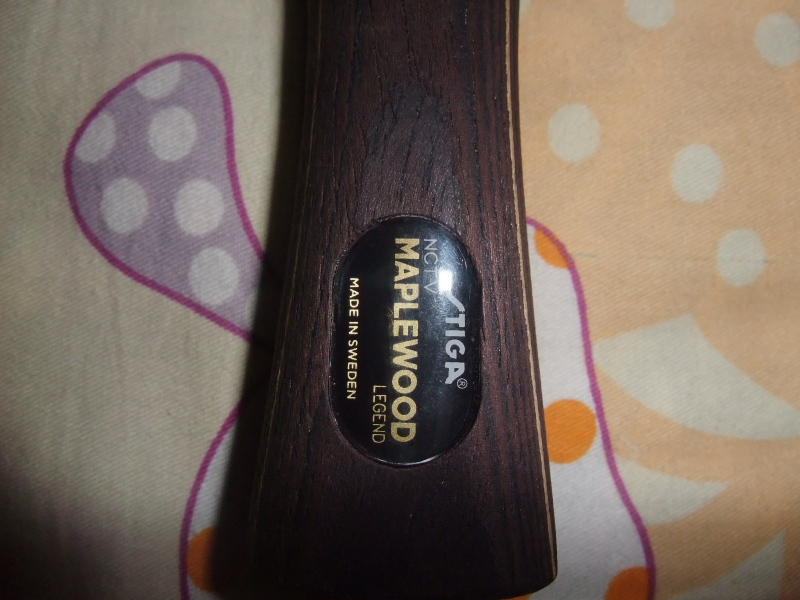 STIGA®
NCTV
MAPLEWOOD
LEGEND
MADE IN SWEDEN